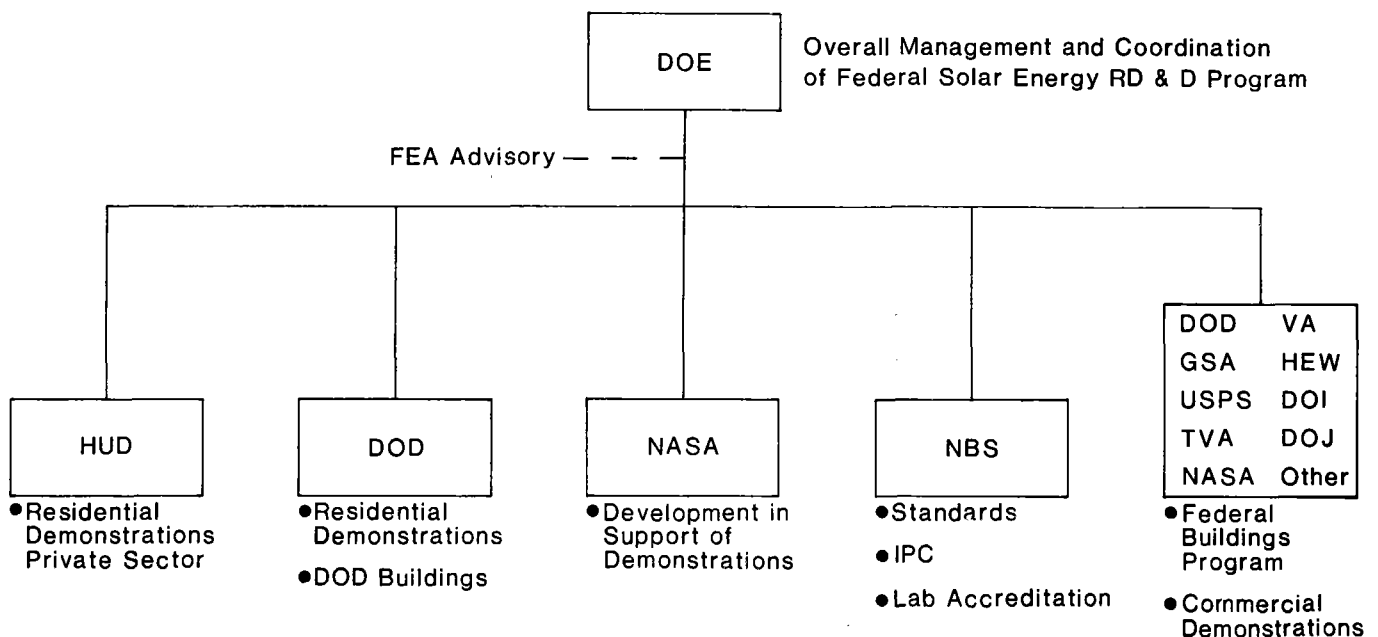 DOE
Overall Management and Coordination
of Federal Solar Energy RD & D Program
FEA Advisory
HUD
●Residential
Demonstrations
Private Sector
DOD
●Residential
Demonstrations
●DOD Buildings
NASA
●Development in
Support of
Demonstrations
NBS
●Standards
●IPC
●Lab Accreditation
DOD VA
GSA HEW
USPS DOI
TVA DOJ
NASA Other
●Federal
Buildings
Program
●Commercial
Demonstrations